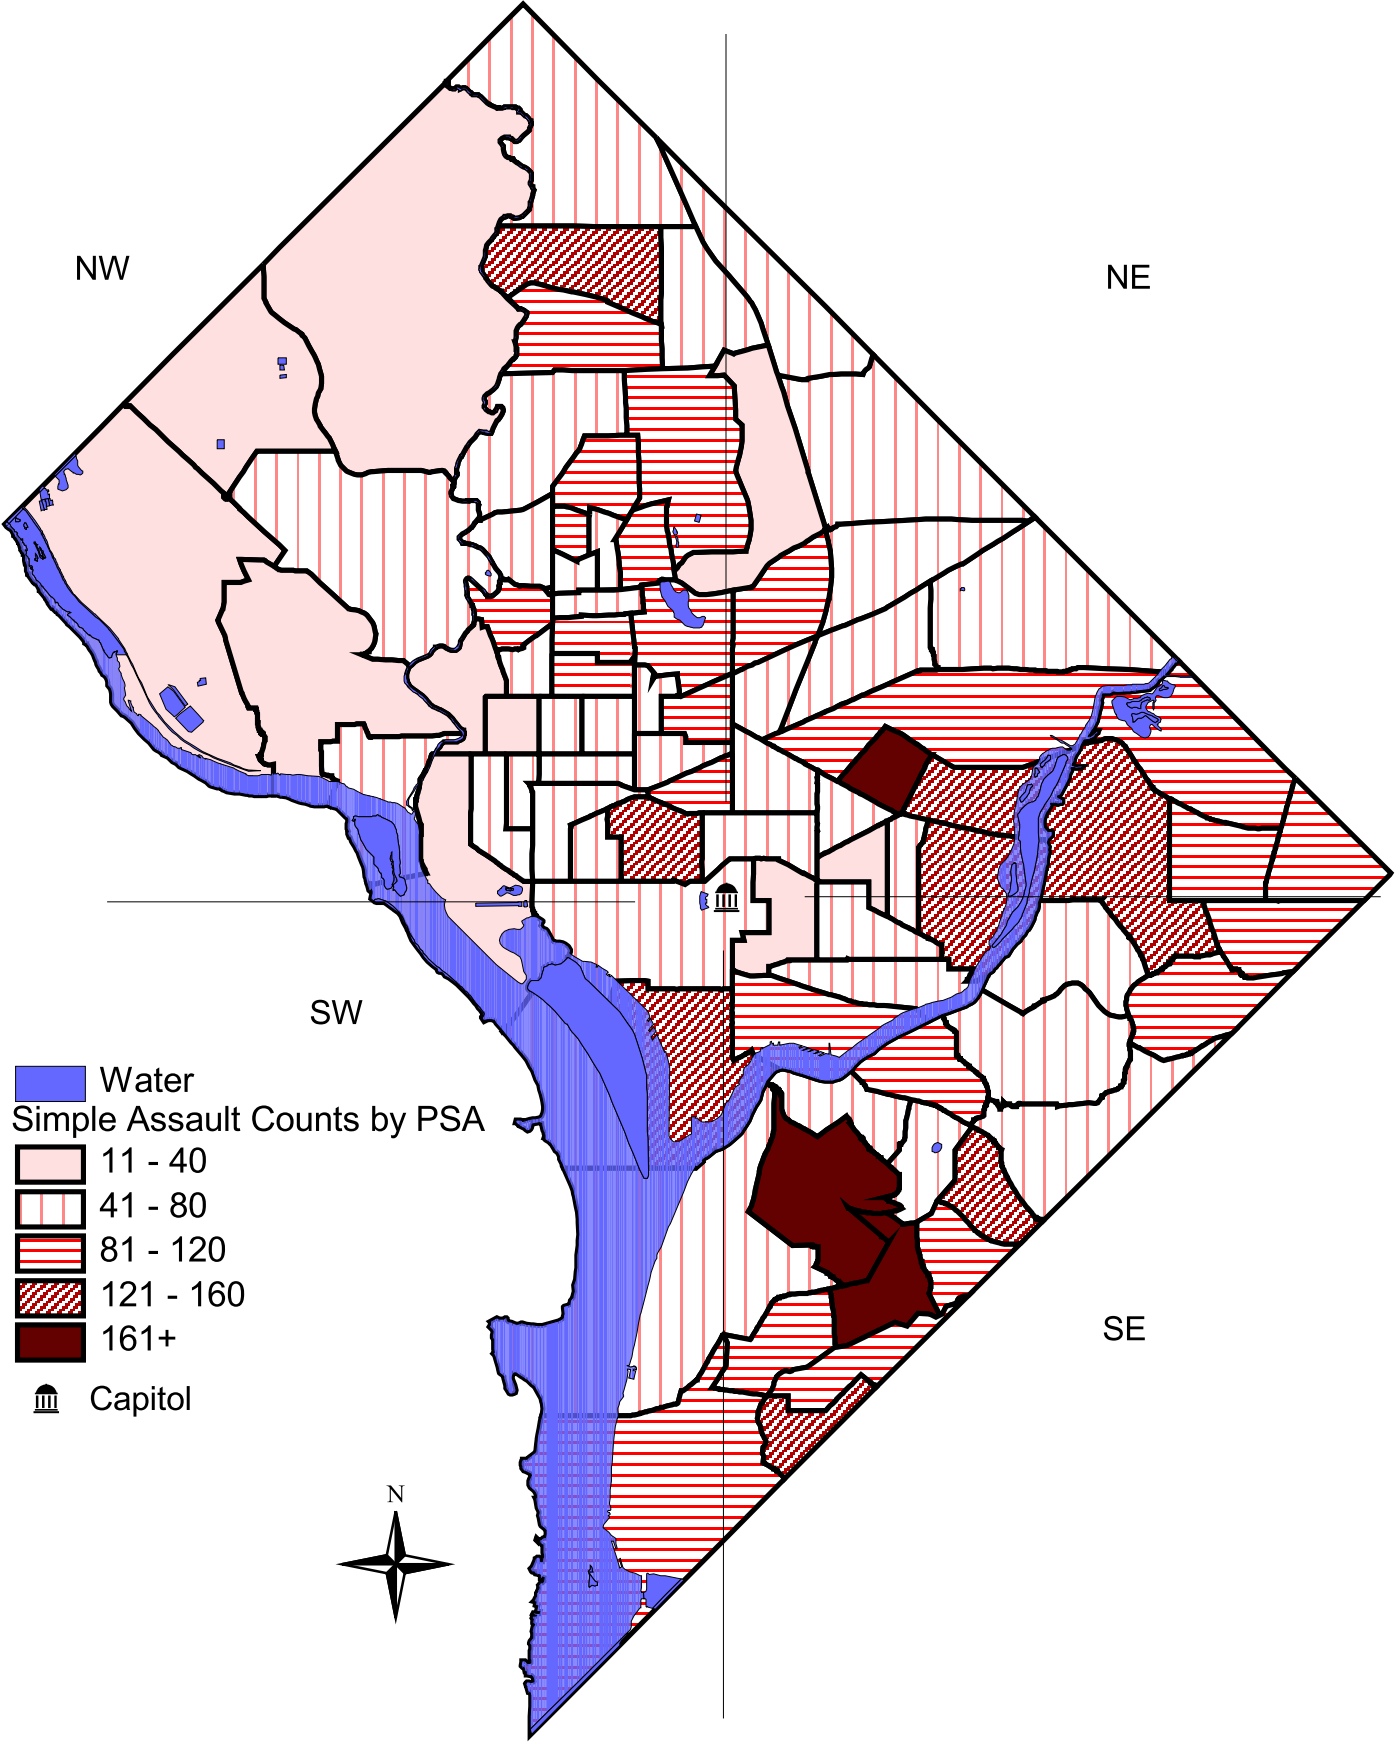 NW
NE
SW
Water
Simple Assault Counts by PSA
11 - 40
41 - 80
81 - 120
121 - 160
161+
SE
Capitol
N